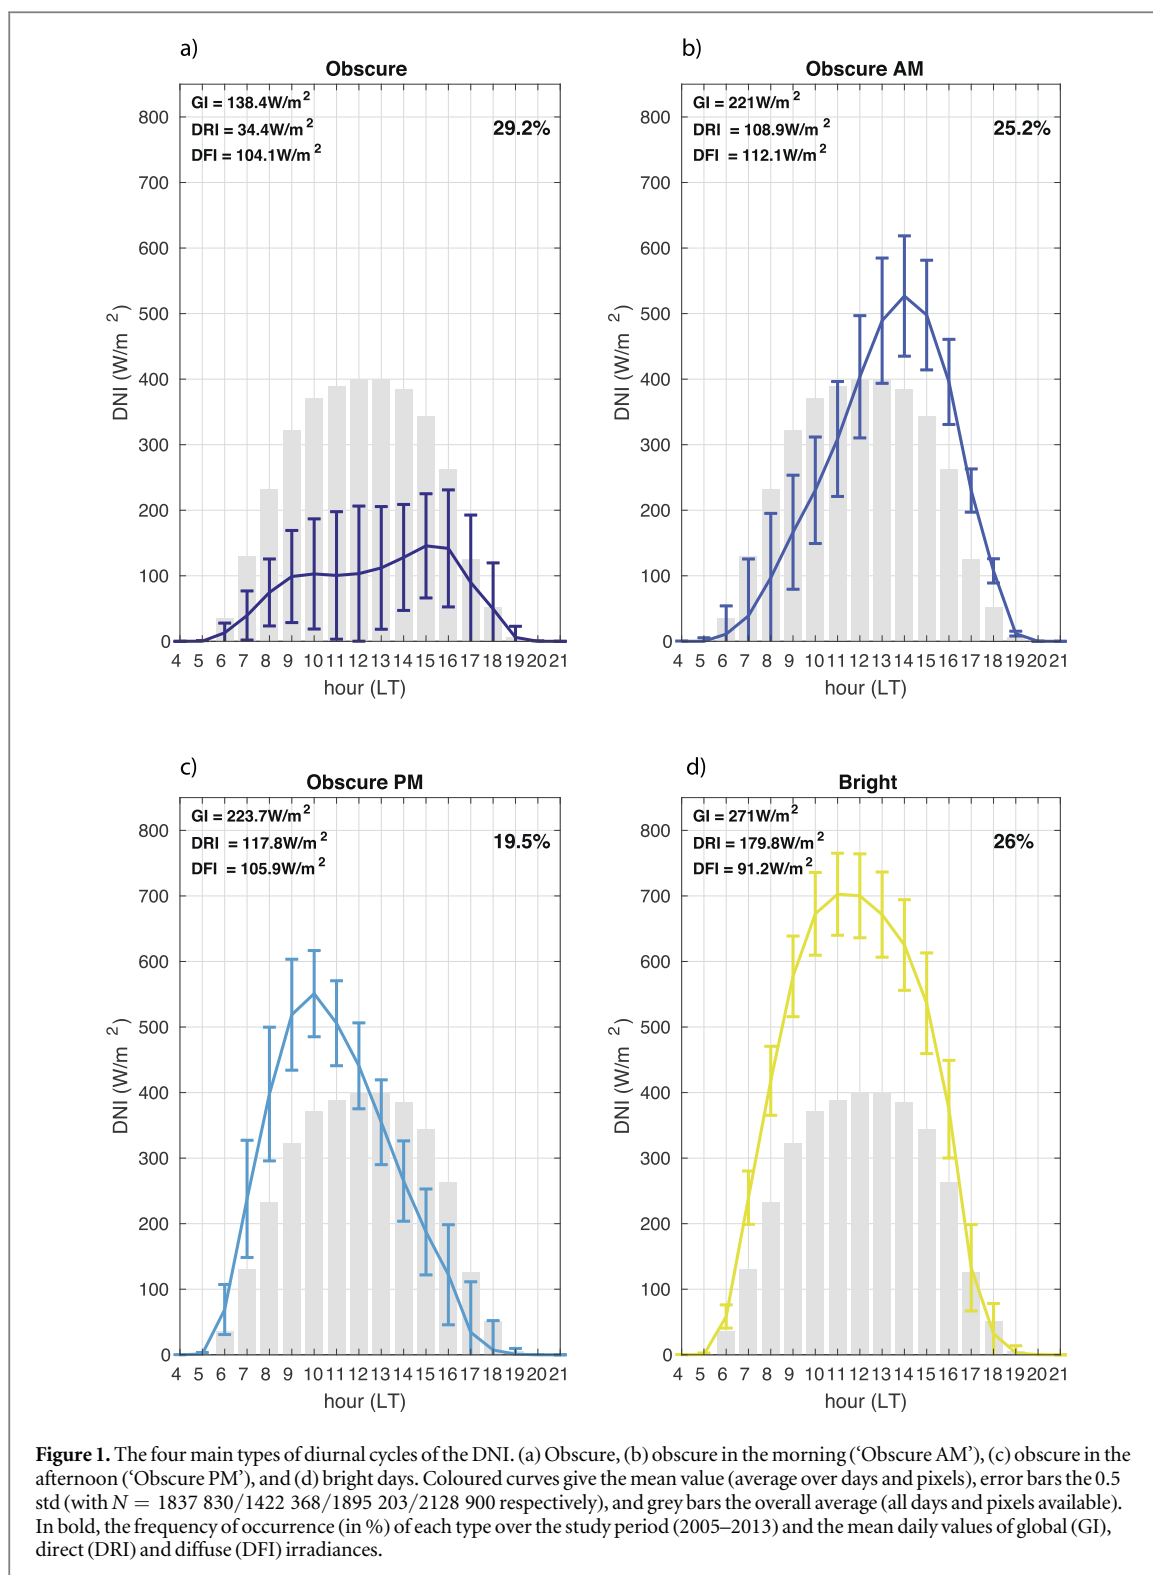 a)
Obscure
GI = 138.4W/m²
DRI = 34.4W/m²
DFI = 104.1W/m²
29.2%
800
700
600
500
400
300
200
100
0
DNI (W/m ²)
4 5 6 7 8 9 10 11 12 13 14 15 16 17 18 19 20 21
hour (LT)
b)
Obscure AM
GI = 221W/m²
DRI = 108.9W/m²
DFI = 112.1W/m²
25.2%
800
700
600
500
400
300
200
100
0
DNI (W/m ²)
4 5 6 7 8 9 10 11 12 13 14 15 16 17 18 19 20 21
hour (LT)
c)
Obscure PM
GI = 223.7W/m²
DRI = 117.8W/m²
DFI = 105.9W/m²
19.5%
800
700
600
500
400
300
200
100
0
DNI (W/m ²)
4 5 6 7 8 9 10 11 12 13 14 15 16 17 18 19 20 21
hour (LT)
d)
Bright
GI = 271W/m²
DRI = 179.8W/m²
DFI = 91.2W/m²
26%
800
700
600
500
400
300
200
100
0
DNI (W/m ²)
4 5 6 7 8 9 10 11 12 13 14 15 16 17 18 19 20 21
hour (LT)
Figure 1. The four main types of diurnal cycles of the DNI. (a) Obscure, (b) obscure in the morning (‘Obscure AM’), (c) obscure in the
afternoon (‘Obscure PM’), and (d) bright days. Coloured curves give the mean value (average over days and pixels), error bars the 0.5
std (with N = 1837 830/1422 368/1895 203/2128 900 respectively), and grey bars the overall average (all days and pixels available).
In bold, the frequency of occurrence (in %) of each type over the study period (2005–2013) and the mean daily values of global (GI),
direct (DRI) and diffuse (DFI) irradiances.